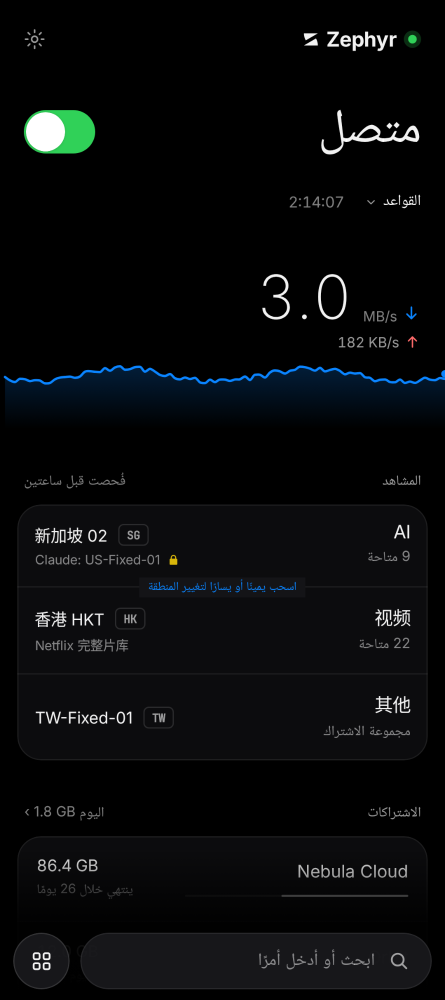 Zephyr
متصل
القواعد 2:14:07
3.0 MB/s
182 KB/s
المشاهد
فُحصت قبل ساعتين
AI
9 متاحة
新加坡 02 SG
Claude: US-Fixed-01
اسحب يمينًا أو يسارًا لتغيير المنطقة
视频
22 متاحة
香港 HKT HK
Netflix 完整片库
其他
مجموعة الاشتراك
TW-Fixed-01 TW
الاشتراكات
اليوم 1.8 GB ›
Nebula Cloud
86.4 GB
ينتهي خلال 26 يومًا
ابحث أو أدخل أمرًا